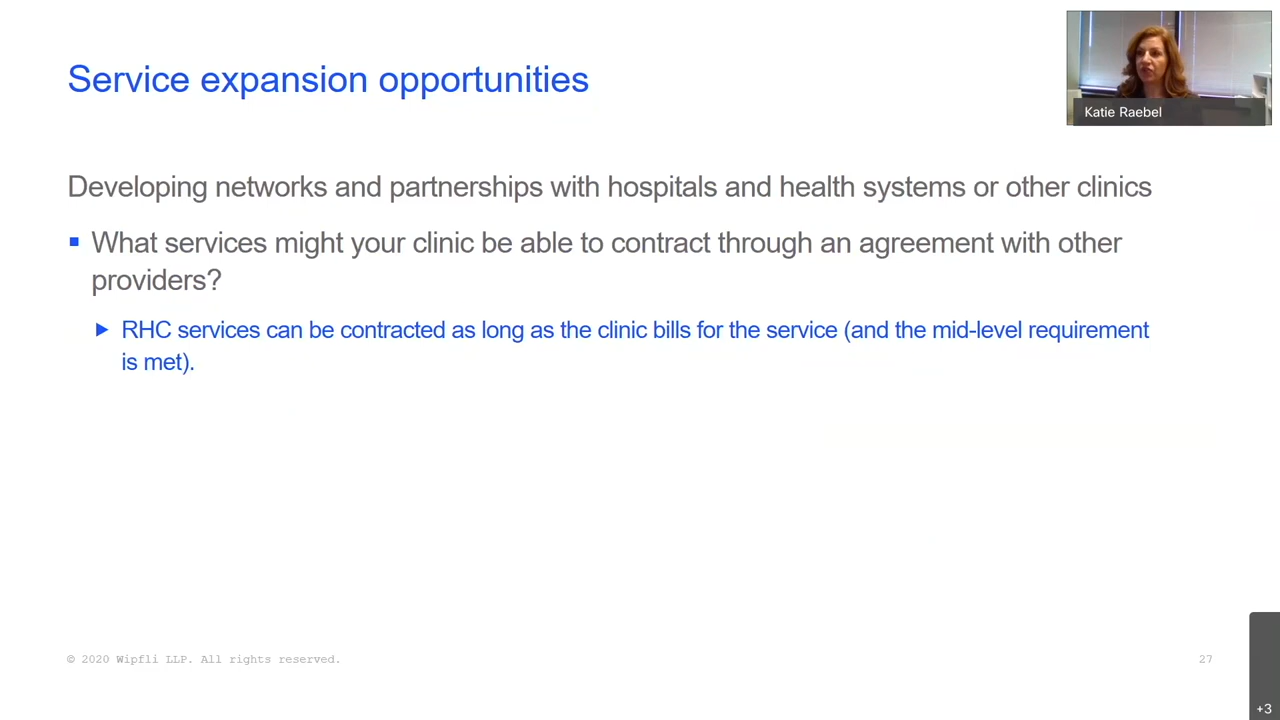 Service expansion opportunities
Katie Raebel
Developing networks and partnerships with hospitals and health systems or other clinics
What services might your clinic be able to contract through an agreement with other
providers?
RHC services can be contracted as long as the clinic bills for the service (and the mid-level requirement
is met).
© 2020 Wipfli LLP. All rights reserved.
27
+3